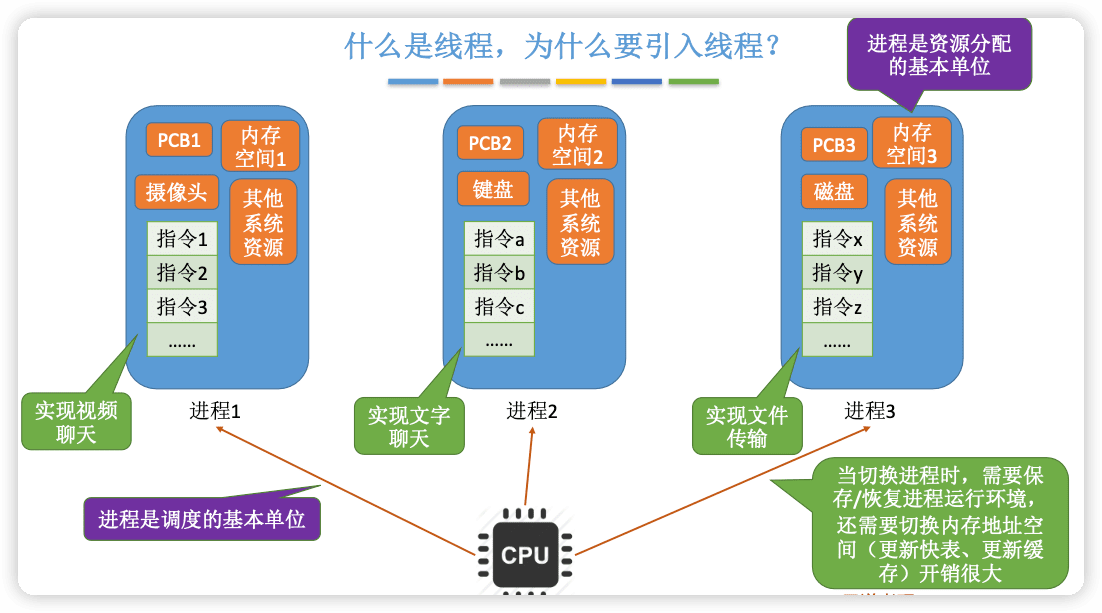 什么是线程，为什么要引入线程？
进程是资源分配
的基本单位
PCB1
内存
空间1
摄像头
其他
系统
资源
指令1
指令2
指令3
......
实现视频
聊天
进程1
PCB2
内存
空间2
键盘
其他
系统
资源
指令a
指令b
指令c
......
实现文字
聊天
进程2
PCB3
内存
空间3
磁盘
其他
系统
资源
指令x
指令y
指令z
......
实现文件
传输
进程3
进程是调度的基本单位
CPU
当切换进程时，需要保
存/恢复进程运行环境，
还需要切换内存地址空
间（更新快表、更新缓
存）开销很大